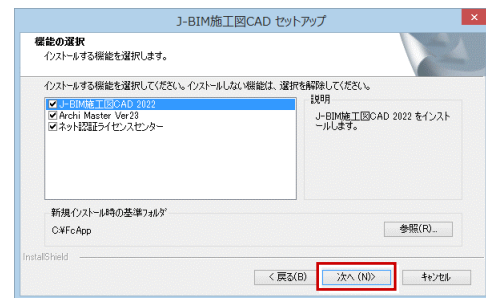 J-BIM施工図CAD セットアップ
機能の選択
インストールする機能を選択します。
インストールする機能を選択してください。インストールしない機能は、選択を解除してください。
J-BIM施工図CAD 2022
Archi Master Ver23
ネット認証ライセンスセンター
説明
J-BIM施工図CAD 2022 をインスト
ールします。
新規インストール時の基準フォルダ
C:¥FcApp
参照(R)...
InstallShield
< 戻る(B)
次へ (N)>
キャンセル